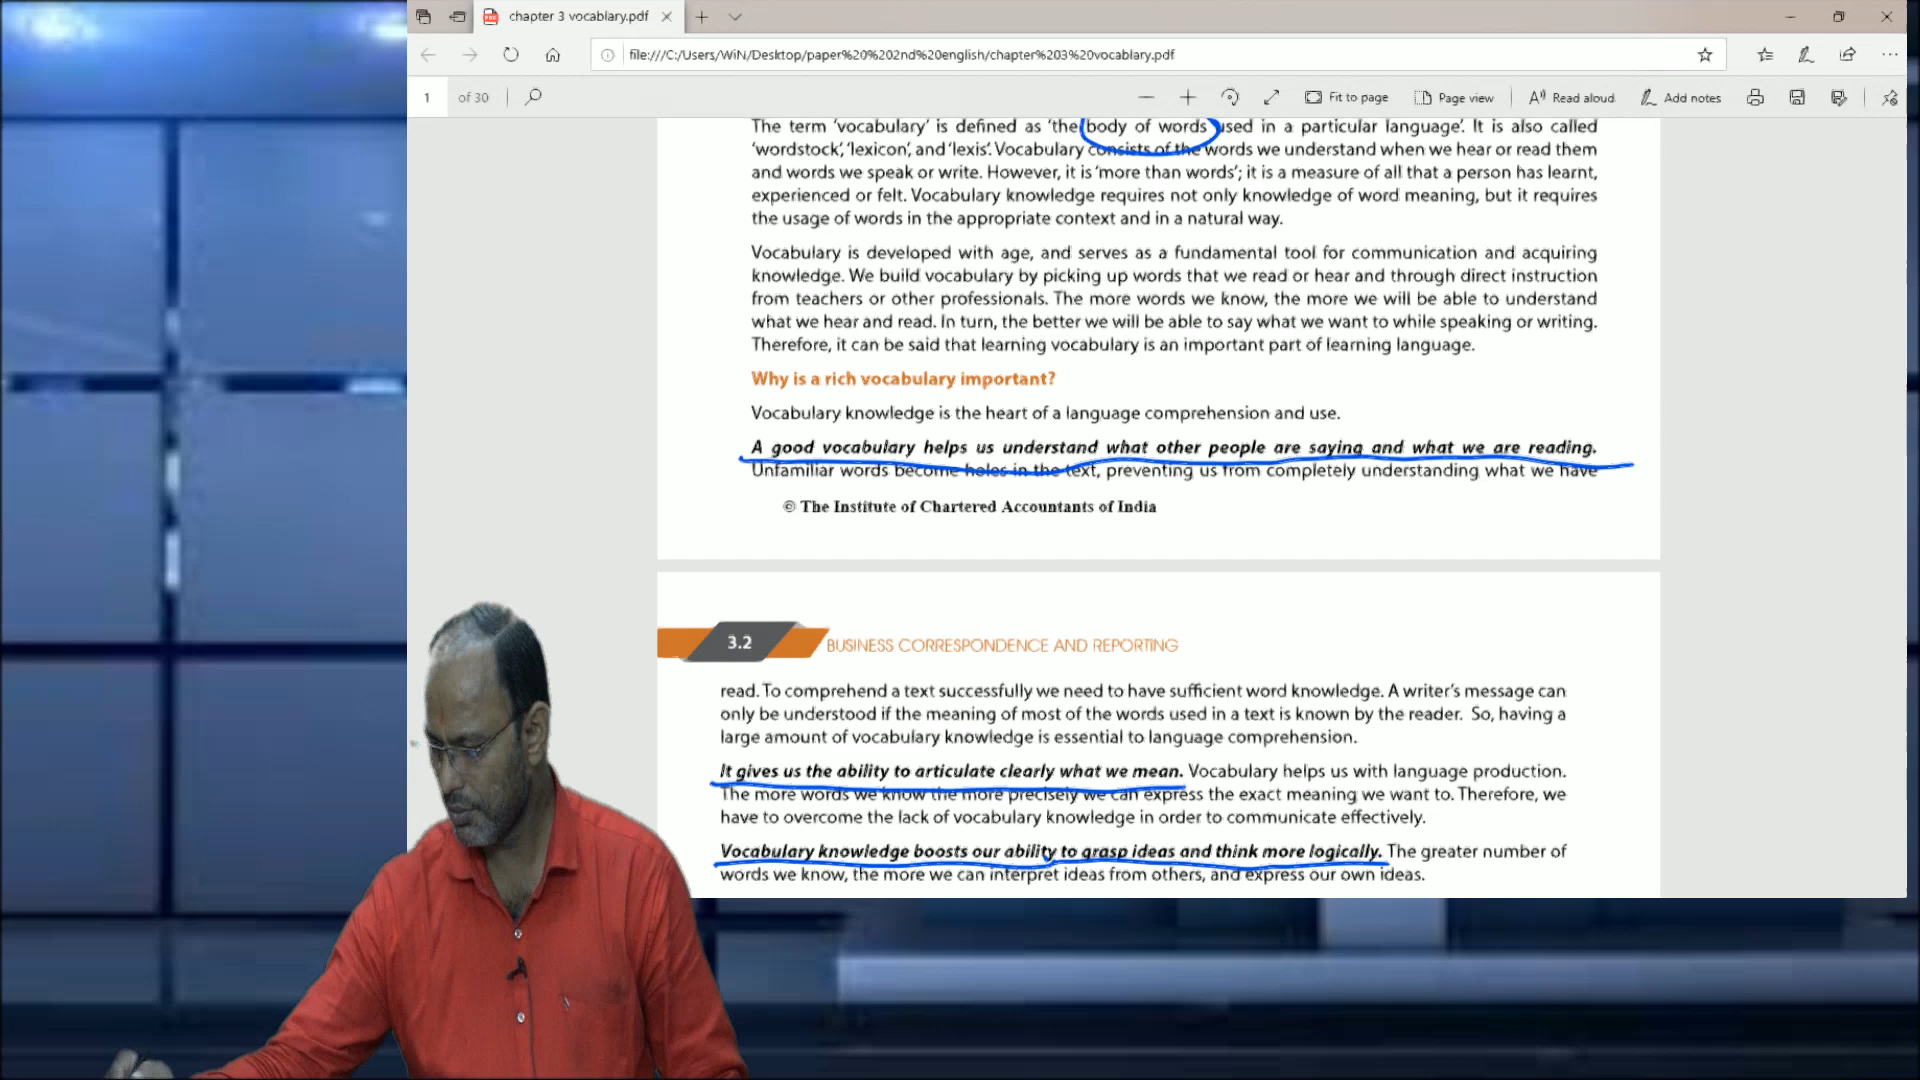 chapter 3 vocablary.pdf
file:///C:/Users/WiN/Desktop/paper%20%202nd%20english/chapter%203%20vocablary.pdf
1 of 30 Fit to page Page view Read aloud Add notes
The term ‘vocabulary’ is defined as ‘the body of words used in a particular language’. It is also called
‘wordstock’, ‘lexicon’, and ‘lexis’. Vocabulary consists of the words we understand when we hear or read them
and words we speak or write. However, it is ‘more than words’; it is a measure of all that a person has learnt,
experienced or felt. Vocabulary knowledge requires not only knowledge of word meaning, but it requires
the usage of words in the appropriate context and in a natural way.
Vocabulary is developed with age, and serves as a fundamental tool for communication and acquiring
knowledge. We build vocabulary by picking up words that we read or hear and through direct instruction
from teachers or other professionals. The more words we know, the more we will be able to understand
what we hear and read. In turn, the better we will be able to say what we want to while speaking or writing.
Therefore, it can be said that learning vocabulary is an important part of learning language.
Why is a rich vocabulary important?
Vocabulary knowledge is the heart of a language comprehension and use.
A good vocabulary helps us understand what other people are saying and what we are reading.
Unfamiliar words become holes in the text, preventing us from completely understanding what we have
© The Institute of Chartered Accountants of India
3.2 BUSINESS CORRESPONDENCE AND REPORTING
read. To comprehend a text successfully we need to have sufficient word knowledge. A writer’s message can
only be understood if the meaning of most of the words used in a text is known by the reader. So, having a
large amount of vocabulary knowledge is essential to language comprehension.
It gives us the ability to articulate clearly what we mean. Vocabulary helps us with language production.
The more words we know the more precisely we can express the exact meaning we want to. Therefore, we
have to overcome the lack of vocabulary knowledge in order to communicate effectively.
Vocabulary knowledge boosts our ability to grasp ideas and think more logically. The greater number of
words we know, the more we can interpret ideas from others, and express our own ideas.